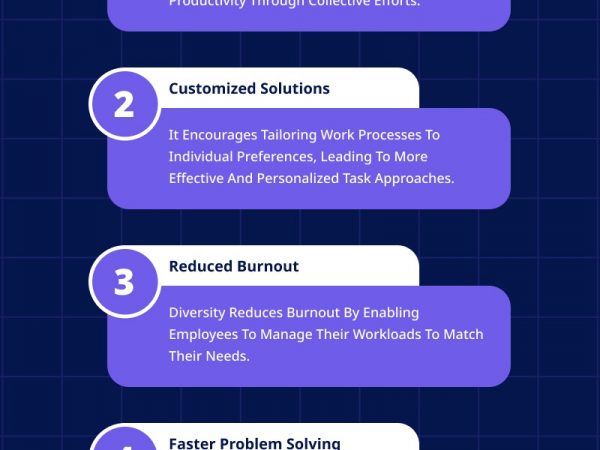 Productivity Through Collective Efforts.
2
Customized Solutions
It Encourages Tailoring Work Processes To
Individual Preferences, Leading To More
Effective And Personalized Task Approaches.
3
Reduced Burnout
Diversity Reduces Burnout By Enabling
Employees To Manage Their Workloads To Match
Their Needs.
Faster Problem Solving